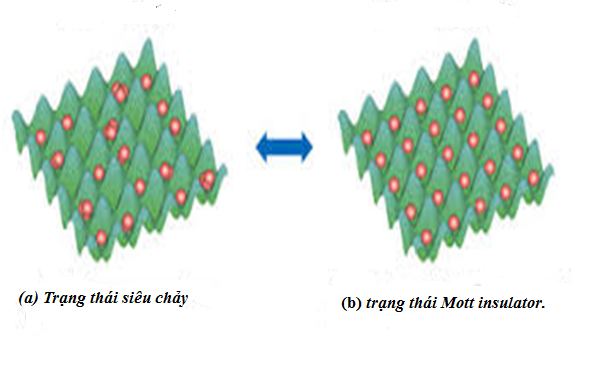 (a) Trạng thái siêu chảy
(b) trạng thái Mott insulator.